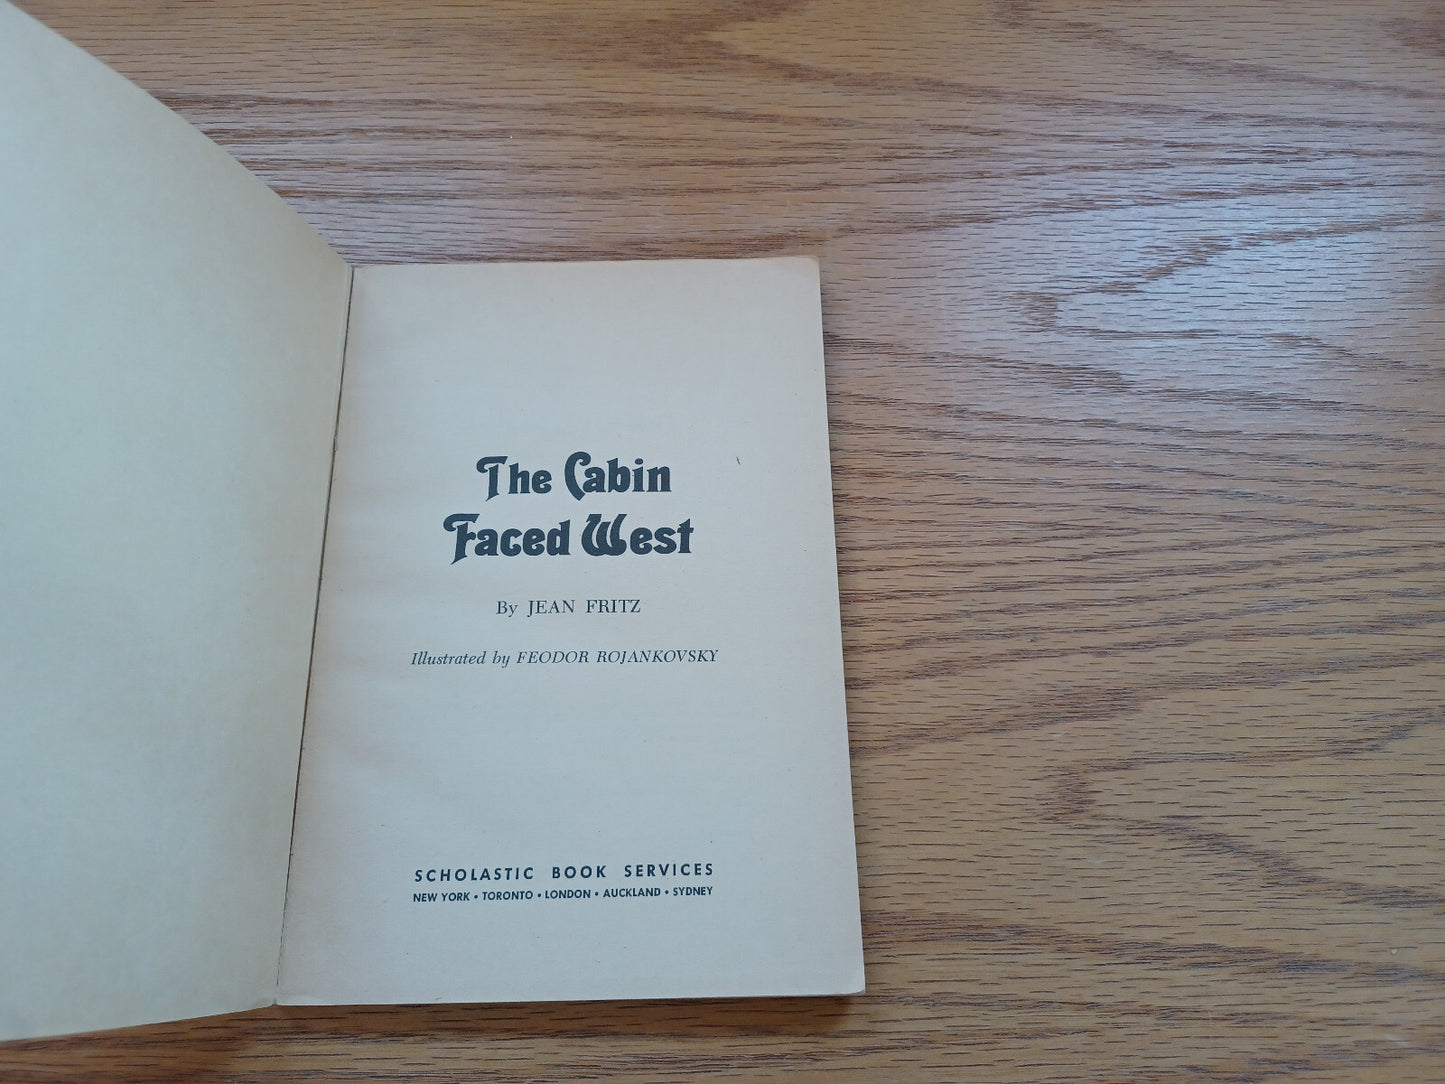 The Cabin
Faced West
By JEAN FRITZ
Illustrated by FEODOR ROJANKOVSKY
SCHOLASTIC BOOK SERVICES
NEW YORK • TORONTO • LONDON • AUCKLAND • SYDNEY